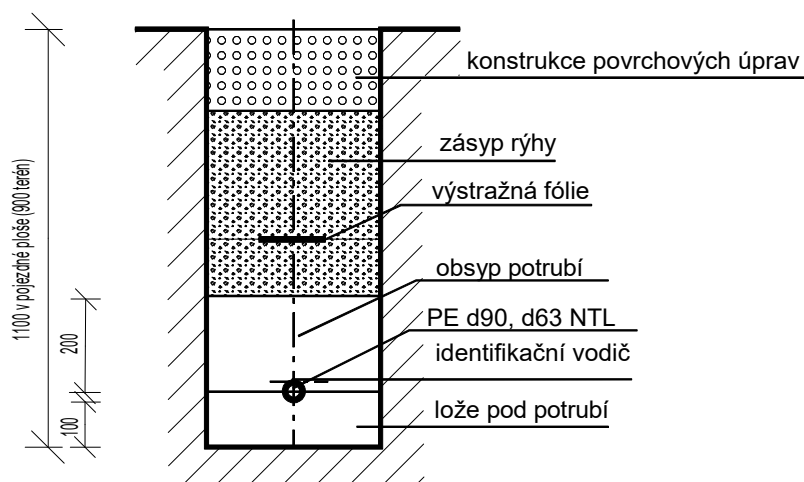 konstrukce povrchových úprav
zásyp rýhy
výstražná fólie
obsyp potrubí
PE d90, d63 NTL
identifikační vodič
lože pod potrubí
1100 v pojezdné ploše (900 terén)
200
100